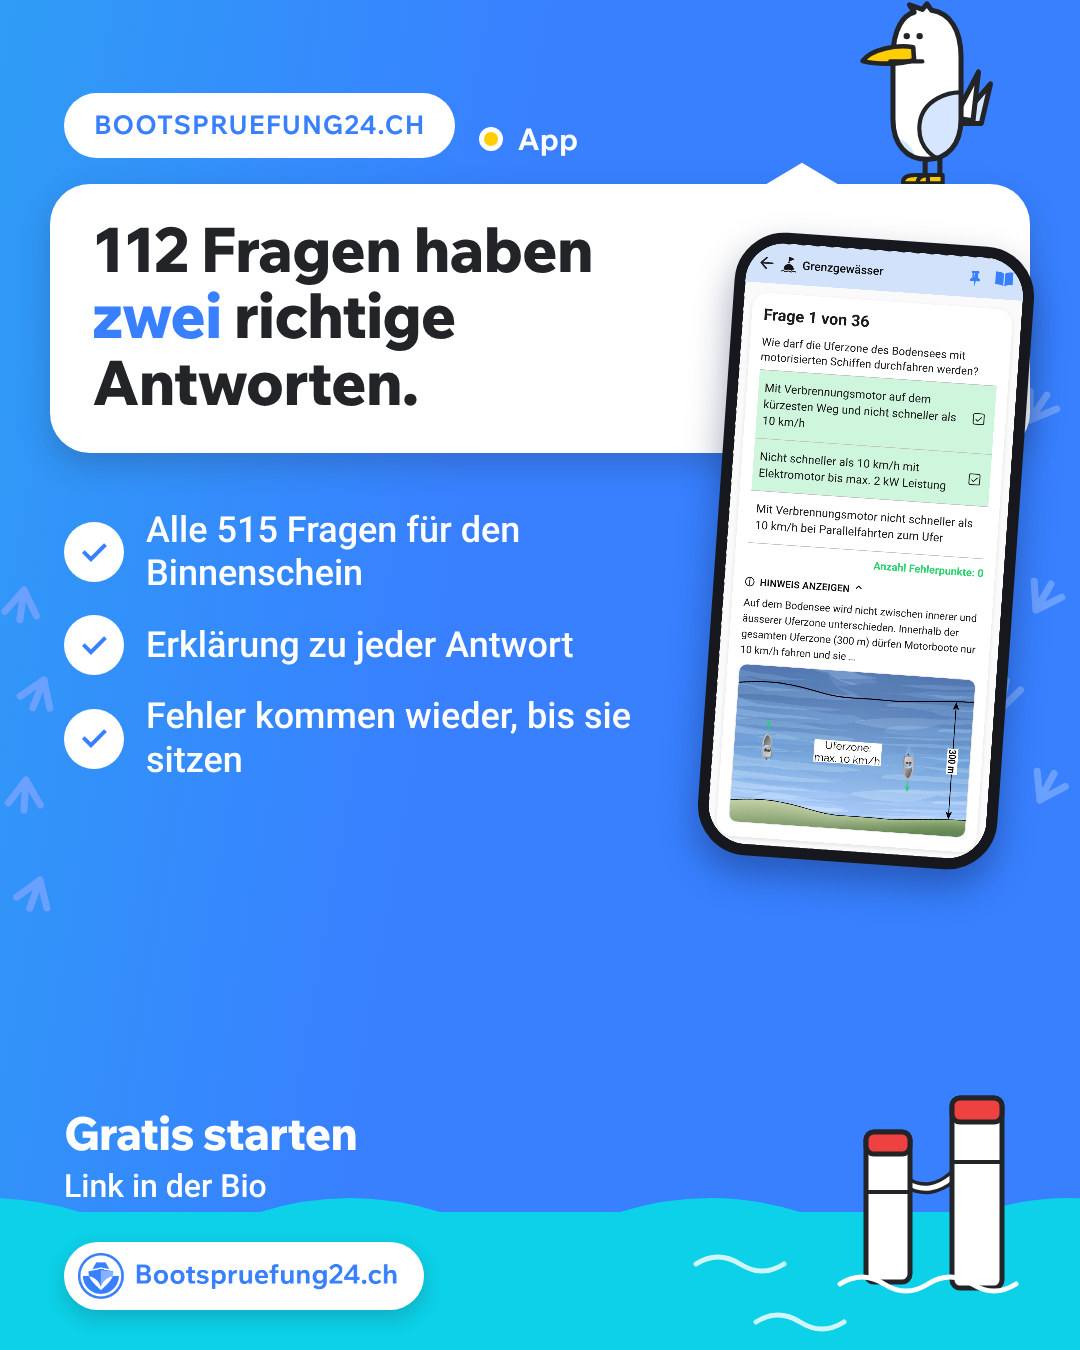 BOOTSPRUEFUNG24.CH
App
112 Fragen haben
zwei richtige
Antworten.
Grenzgewässer
Frage 1 von 36
Wie darf die Uferzone des Bodensees mit
motorisierten Schiffen durchfahren werden?
Mit Verbrennungsmotor auf dem
kürzesten Weg und nicht schneller als
10 km/h
Nicht schneller als 10 km/h mit
Elektromotor bis max. 2 kW Leistung
Mit Verbrennungsmotor nicht schneller als
10 km/h bei Parallelfahrten zum Ufer
Anzahl Fehlerpunkte: 0
HINWEIS ANZEIGEN
Auf dem Bodensee wird nicht zwischen innerer und
äusserer Uferzone unterschieden. Innerhalb der
gesamten Uferzone (300 m) dürfen Motorboote nur
10 km/h fahren und sie ...
Uferzone:
max. 10 km/h
300 m
Alle 515 Fragen für den
Binnenschein
Erklärung zu jeder Antwort
Fehler kommen wieder, bis sie
sitzen
Gratis starten
Link in der Bio
Bootspruefung24.ch